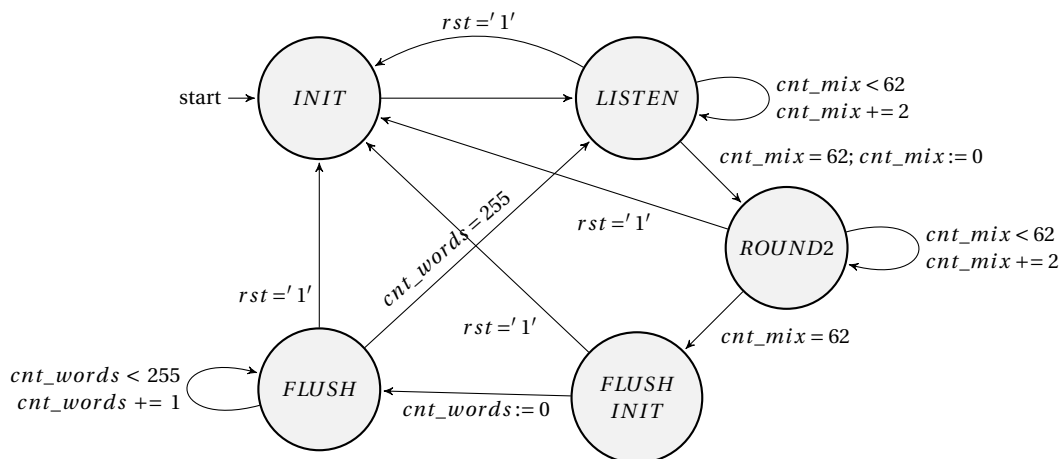 rst='1'
start
INIT
LISTEN
cnt_mix<62
cnt_mix+=2
cnt_mix=62; cnt_mix:=0
cnt_words=255
rst='1'
ROUND2
cnt_mix<62
cnt_mix+=2
rst='1'
rst='1'
cnt_mix=62
cnt_words < 255
cnt_words += 1
FLUSH
cnt_words:=0
FLUSH
INIT